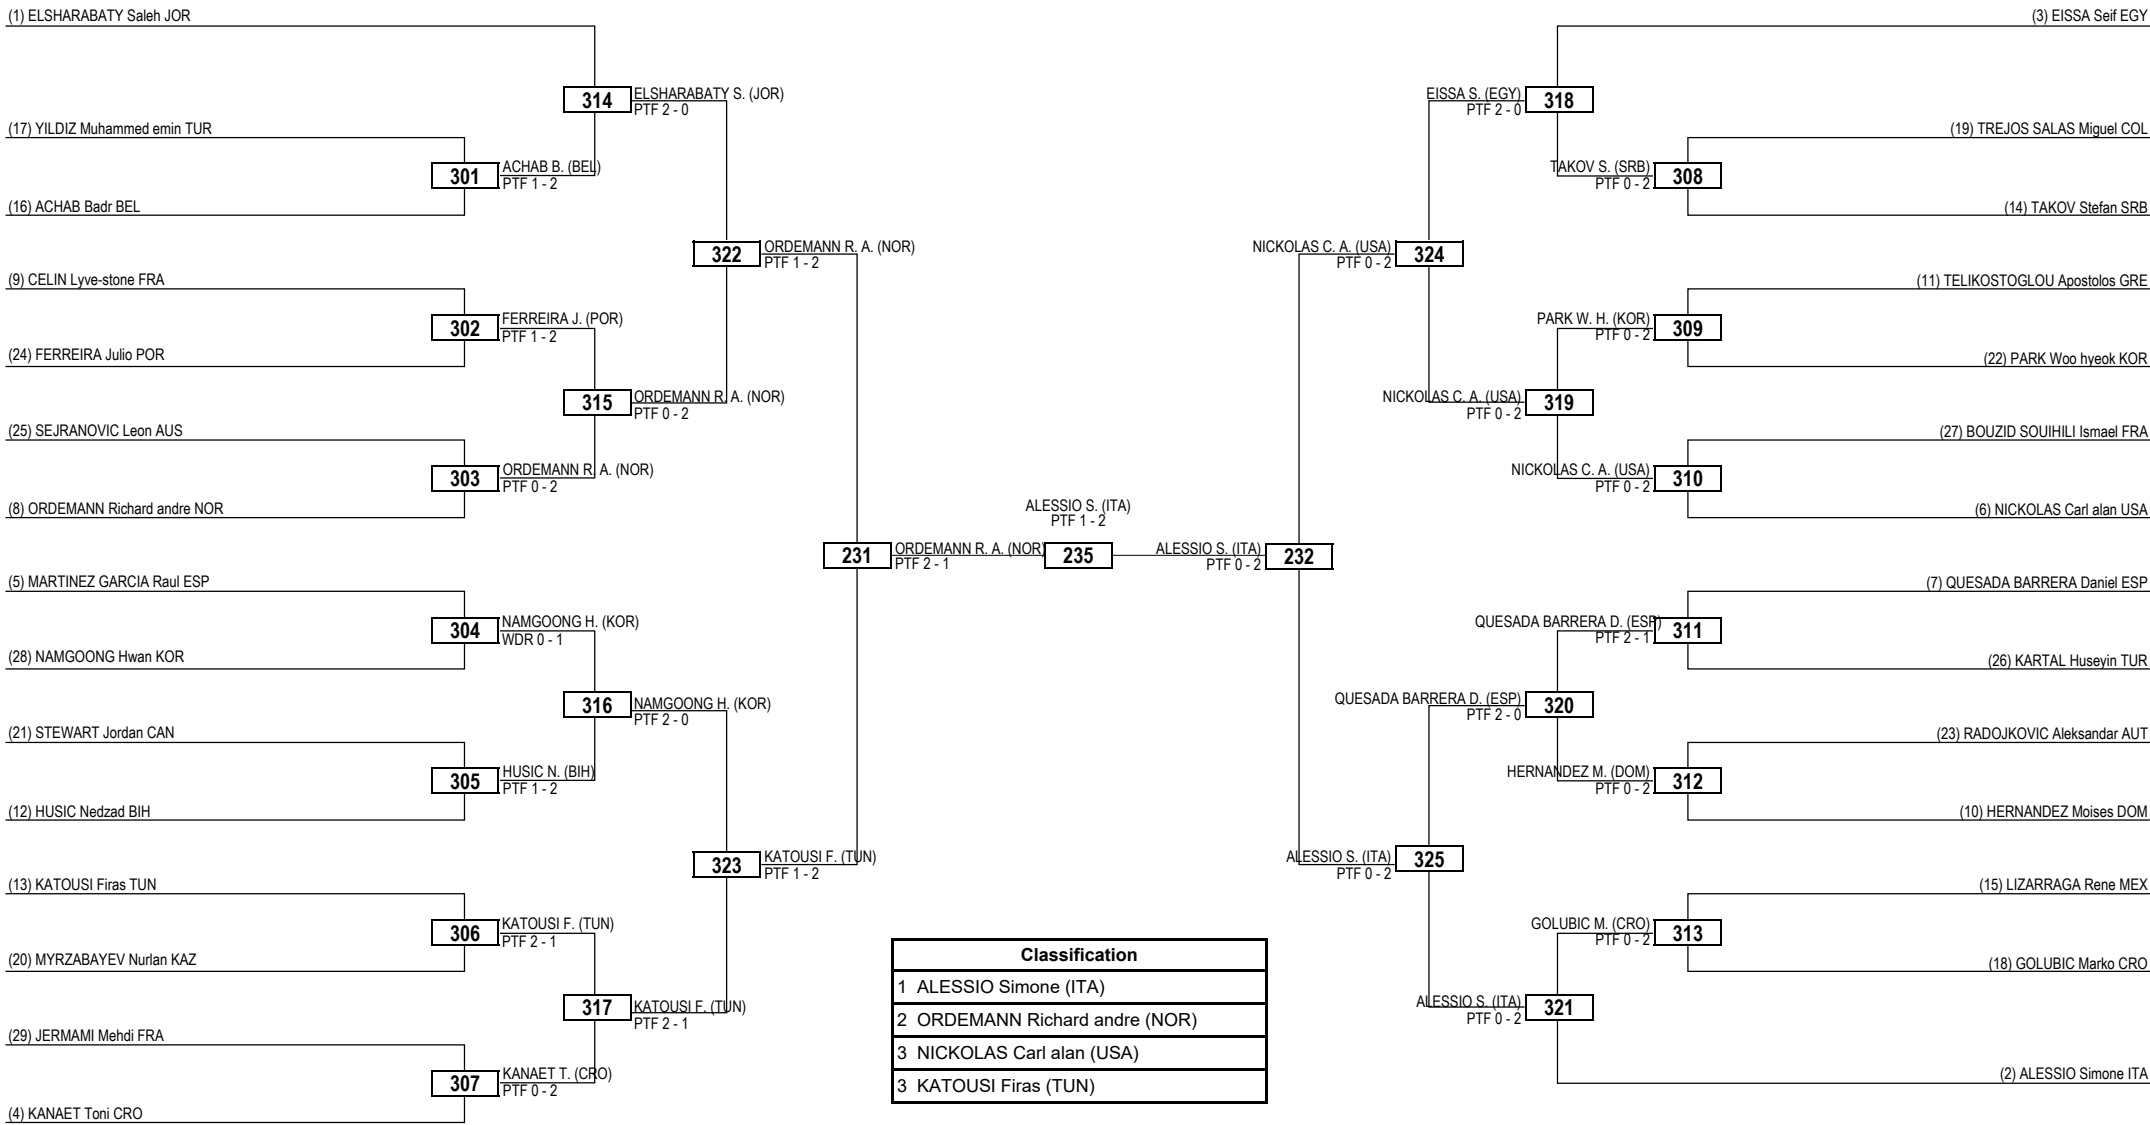 (1) ELSHARABATY Saleh JOR
314
ELSHARABATY S. (JOR)
PTF 2 - 0
(17) YILDIZ Muhammed emin TUR
301
ACHAB B. (BEL)
PTF 1 - 2
(16) ACHAB Badr BEL
322
ORDEMANN R. A. (NOR)
PTF 1 - 2
(9) CELIN Lyve-stone FRA
302
FERREIRA J. (POR)
PTF 1 - 2
(24) FERREIRA Julio POR
315
ORDEMANN R. A. (NOR)
PTF 0 - 2
(25) SEJRANOVIC Leon AUS
303
ORDEMANN R. A. (NOR)
PTF 0 - 2
(8) ORDEMANN Richard andre NOR
231
ORDEMANN R. A. (NOR)
PTF 2 - 1
(5) MARTINEZ GARCIA Raul ESP
304
NAMGOONG H. (KOR)
WDR 0 - 1
(28) NAMGOONG Hwan KOR
316
NAMGOONG H. (KOR)
PTF 2 - 0
(21) STEWART Jordan CAN
305
HUSIC N. (BIH)
PTF 1 - 2
(12) HUSIC Nedzad BIH
323
KATOUSI F. (TUN)
PTF 1 - 2
(13) KATOUSI Firas TUN
306
KATOUSI F. (TUN)
PTF 2 - 1
(20) MYRZABAYEV Nurlan KAZ
317
KATOUSI F. (TUN)
PTF 2 - 1
(29) JERMAMI Mehdi FRA
307
KANAET T. (CRO)
PTF 0 - 2
(4) KANAET Toni CRO
ALESSIO S. (ITA)
PTF 1 - 2
235
(3) EISSA Seif EGY
EISSA S. (EGY)
PTF 2 - 0
318
(19) TREJOS SALAS Miguel COL
TAKOV S. (SRB)
PTF 0 - 2
308
(14) TAKOV Stefan SRB
NICKOLAS C. A. (USA)
PTF 0 - 2
324
(11) TELIKOSTOGLOU Apostolos GRE
PARK W. H. (KOR)
PTF 0 - 2
309
(22) PARK Woo hyeok KOR
NICKOLAS C. A. (USA)
PTF 0 - 2
319
(27) BOUZID SOUIHILI Ismael FRA
NICKOLAS C. A. (USA)
PTF 0 - 2
310
(6) NICKOLAS Carl alan USA
ALESSIO S. (ITA)
PTF 0 - 2
232
(7) QUESADA BARRERA Daniel ESP
QUESADA BARRERA D. (ESP)
PTF 2 - 1
311
(26) KARTAL Huseyin TUR
QUESADA BARRERA D. (ESP)
PTF 2 - 0
320
(23) RADOJKOVIC Aleksandar AUT
HERNANDEZ M. (DOM)
PTF 0 - 2
312
(10) HERNANDEZ Moises DOM
ALESSIO S. (ITA)
PTF 0 - 2
325
(15) LIZARRAGA Rene MEX
GOLUBIC M. (CRO)
PTF 0 - 2
313
(18) GOLUBIC Marko CRO
ALESSIO S. (ITA)
PTF 0 - 2
321
(2) ALESSIO Simone ITA
Classification
1 ALESSIO Simone (ITA)
2 ORDEMANN Richard andre (NOR)
3 NICKOLAS Carl alan (USA)
3 KATOUSI Firas (TUN)